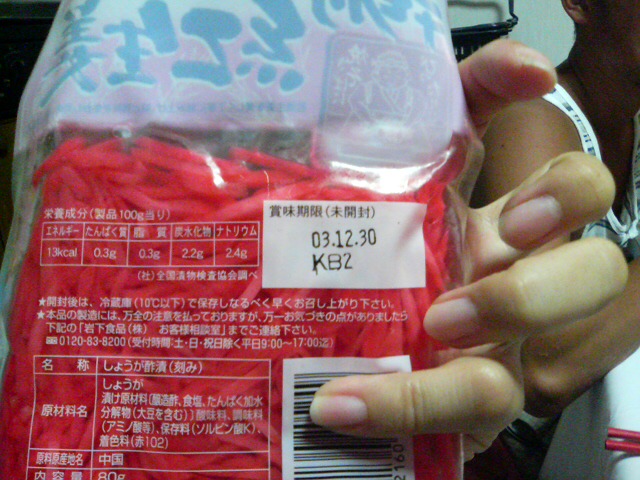 紅生姜
栄養成分(製品100g当り)
エネルギー たんぱく質 脂質 炭水化物 ナトリウム
13kcal 0.3g 0.3g 2.2g 2.4g
(社)全国漬物検査協会調べ
賞味期限(未開封)
03.12.30
KB2
★開封後は、冷蔵庫(10℃以下)で保存しなるべく早くお召し上がり下さい。
★本品の製造には、万全の注意を払っておりますが、万一お気づきの点がありましたら
下記の「岩下食品(株) お客様相談室」までご連絡下さい。
0120-83-8200(受付時間:土・日・祝日除く平日9:00〜17:00迄)
名称 しょうが酢漬(刻み)
原材料名 しょうが
漬け原材料〔醸造酢、食塩、たんぱく加水
分解物(大豆を含む)〕酸味料、調味料
(アミノ酸等)、保存料(ソルビン酸K)、
着色料(赤102)
原料原産地名 中国
内容量 80g